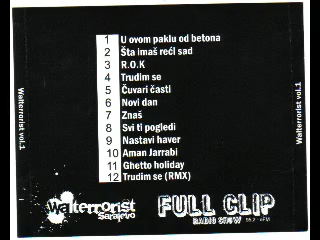 1 U ovom paklu od betona
2 Šta imaš reći sad
3 R.O.K
4 Trudim se
5 Čuvari časti
6 Novi dan
7 Znaš
8 Svi ti pogledi
9 Nastavi haver
10 Aman Jarrabi
11 Ghetto holiday
12 Trudim se (RMX)
Walterrorist vol.1
Walterrorist vol.1
walterrorist
Sarajevo
FULL CLIP
RADIO SHOW